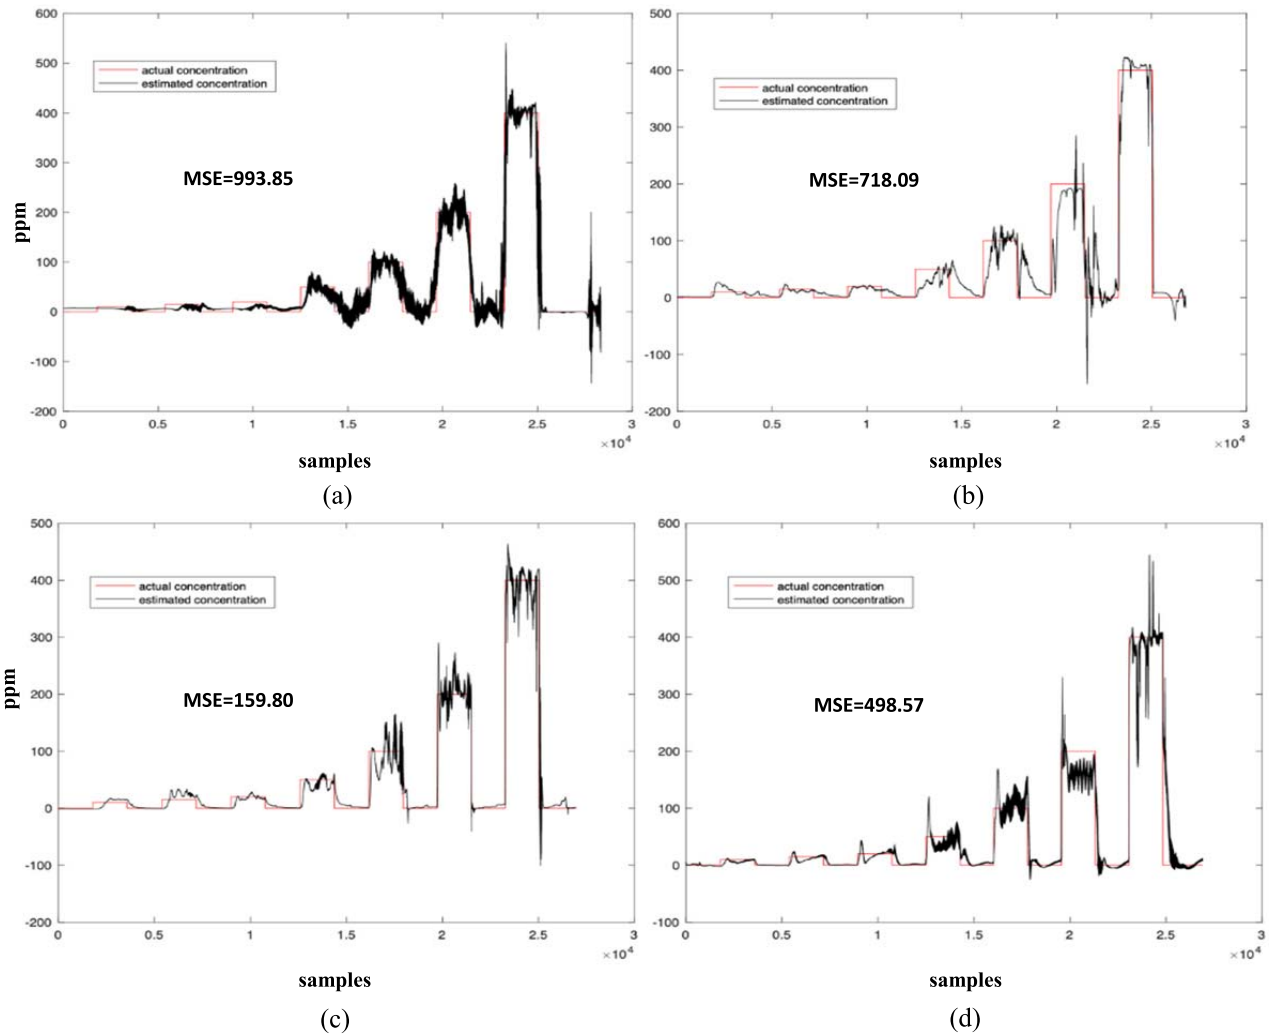 600
500
400
300
200
100
0
-100
-200
ppm
actual concentration
estimated concentration
MSE=993.85
0
0.5
1
1.5
2
2.5
3
×10⁴
samples
(a)
500
400
300
200
100
0
-100
-200
actual concentration
estimated concentration
MSE=718.09
0
0.5
1
1.5
2
2.5
3
×10⁴
samples
(b)
500
400
300
200
100
0
-100
-200
ppm
actual concentration
estimated concentration
MSE=159.80
0
0.5
1
1.5
2
2.5
3
×10⁴
samples
(c)
600
500
400
300
200
100
0
-100
actual concentration
estimated concentration
MSE=498.57
0
0.5
1
1.5
2
2.5
3
×10⁴
samples
(d)